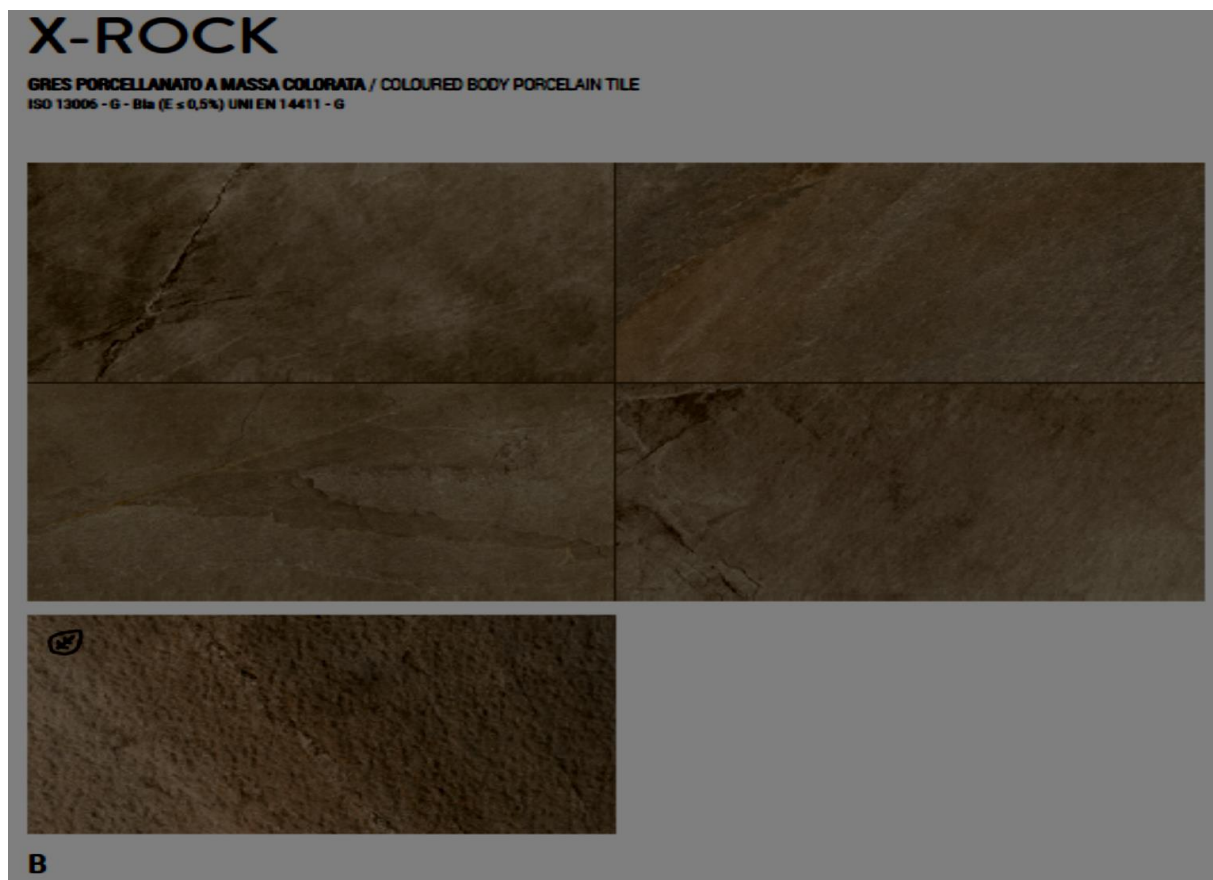 X-ROCK
GRES PORCELLANATO A MASSA COLORATA / COLOURED BODY PORCELAIN TILE
ISO 13006 - G - BIa (E ≤ 0,5%) UNI EN 14411 - G
B